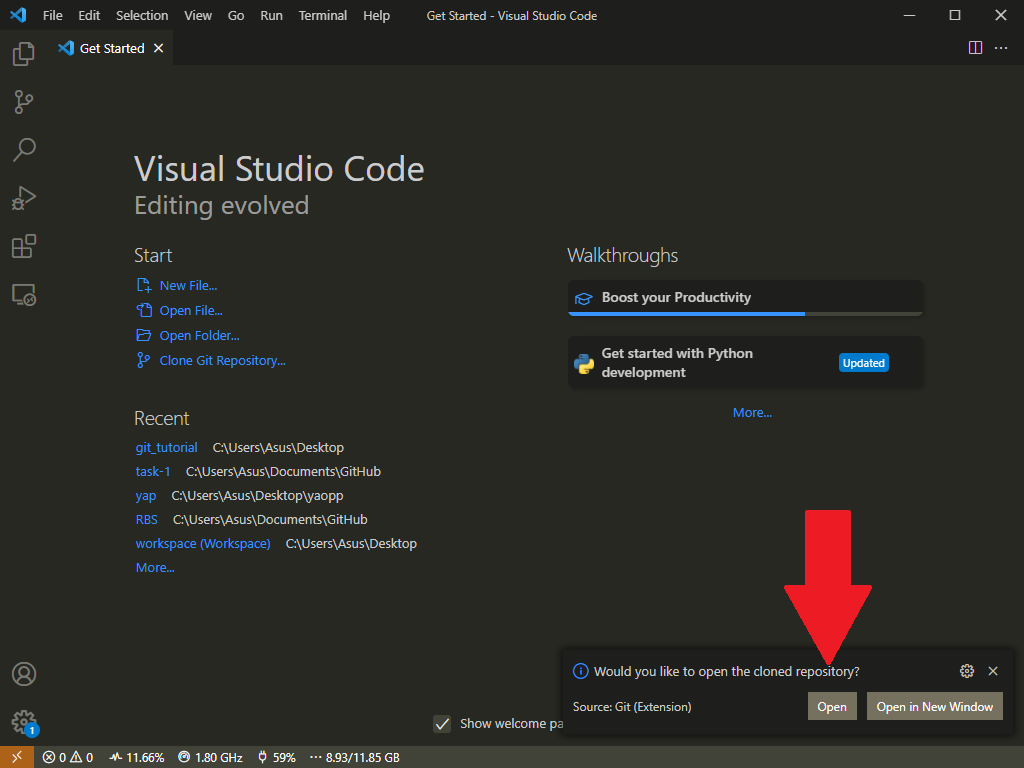 File Edit Selection View Go Run Terminal Help Get Started - Visual Studio Code
Get Started
Visual Studio Code
Editing evolved
Start
New File...
Open File...
Open Folder...
Clone Git Repository...
Recent
git_tutorial C:\Users\Asus\Desktop
task-1 C:\Users\Asus\Documents\GitHub
yap C:\Users\Asus\Desktop\yaopp
RBS C:\Users\Asus\Documents\GitHub
workspace (Workspace) C:\Users\Asus\Desktop
More...
Walkthroughs
Boost your Productivity
Get started with Python
development
Updated
More...
Would you like to open the cloned repository?
Source: Git (Extension) Open Open in New Window
Show welcome pa
1
0 0 11.66% 1.80 GHz 59% 8.93/11.85 GB